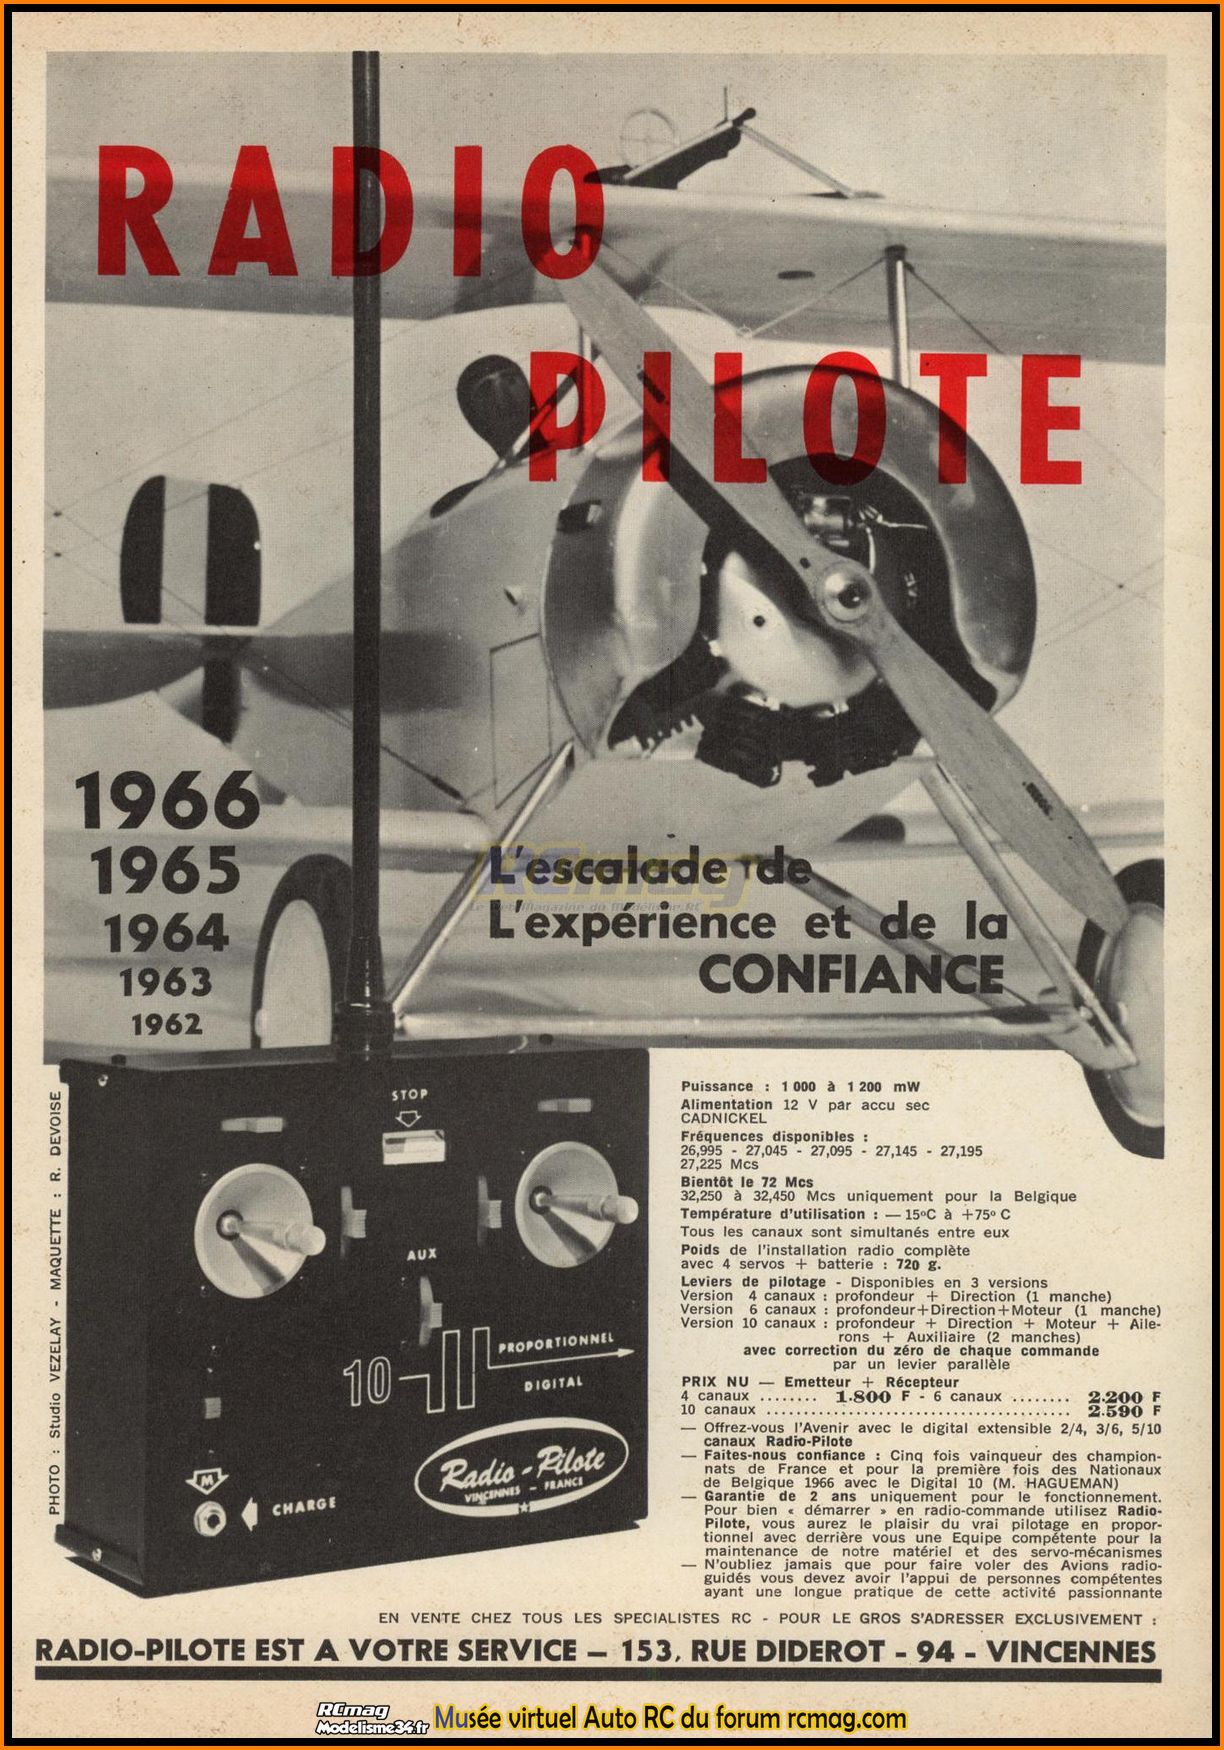 RADIO
PILOTE
1966
1965
1964
1963
1962
L'escalade de
L'expérience et de la
CONFIANCE
RCmag
Le Web Magazine du Modélisme RC
PHOTO : Studio VEZELAY - MAQUETTE : R. DEVOISE
STOP
AUX
10
PROPORTIONNEL
DIGITAL
Radio-Pilote
VINCENNES - FRANCE
M
CHARGE
Puissance : 1 000 à 1 200 mW
Alimentation 12 V par accu sec
CADNICKEL
Fréquences disponibles :
26,995 - 27,045 - 27,095 - 27,145 - 27,195
27,225 Mcs
Bientôt le 72 Mcs
32,250 à 32,450 Mcs uniquement pour la Belgique
Température d'utilisation : — 15°C à +75° C
Tous les canaux sont simultanés entre eux
Poids de l'installation radio complète
avec 4 servos + batterie : 720 g.
Leviers de pilotage - Disponibles en 3 versions
Version 4 canaux : profondeur + Direction (1 manche)
Version 6 canaux : profondeur+Direction+Moteur (1 manche)
Version 10 canaux : profondeur + Direction + Moteur + Aile-
rons + Auxiliaire (2 manches)
avec correction du zéro de chaque commande
par un levier parallèle
PRIX NU — Emetteur + Récepteur
4 canaux ........ 1.800 F - 6 canaux ........ 2.200 F
10 canaux ........................................ 2.590 F
— Offrez-vous l'Avenir avec le digital extensible 2/4, 3/6, 5/10
canaux Radio-Pilote
— Faites-nous confiance : Cinq fois vainqueur des champion-
nats de France et pour la première fois des Nationaux
de Belgique 1966 avec le Digital 10 (M. HAGUEMAN)
— Garantie de 2 ans uniquement pour le fonctionnement.
Pour bien « démarrer » en radio-commande utilisez Radio-
Pilote, vous aurez le plaisir du vrai pilotage en propor-
tionnel avec derrière vous une Equipe compétente pour la
maintenance de notre matériel et des servo-mécanismes
— N'oubliez jamais que pour faire voler des Avions radio-
guidés vous devez avoir l'appui de personnes compétentes
ayant une longue pratique de cette activité passionnante
EN VENTE CHEZ TOUS LES SPECIALISTES RC - POUR LE GROS S'ADRESSER EXCLUSIVEMENT :
RADIO-PILOTE EST A VOTRE SERVICE — 153, RUE DIDEROT - 94 - VINCENNES
RCmag
Modelisme34.fr
Musée virtuel Auto RC du forum rcmag.com